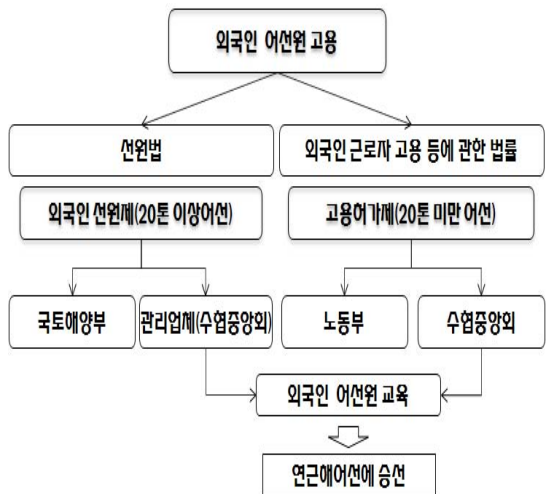 외국인 어선원 고용
선원법
외국인 근로자 고용 등에 관한 법률
외국인 선원제(20톤 이상어선)
고용허가제(20톤 미만 어선)
국토해양부
관리업체(수협중앙회)
노동부
수협중앙회
외국인 어선원 교육
연근해어선에 승선